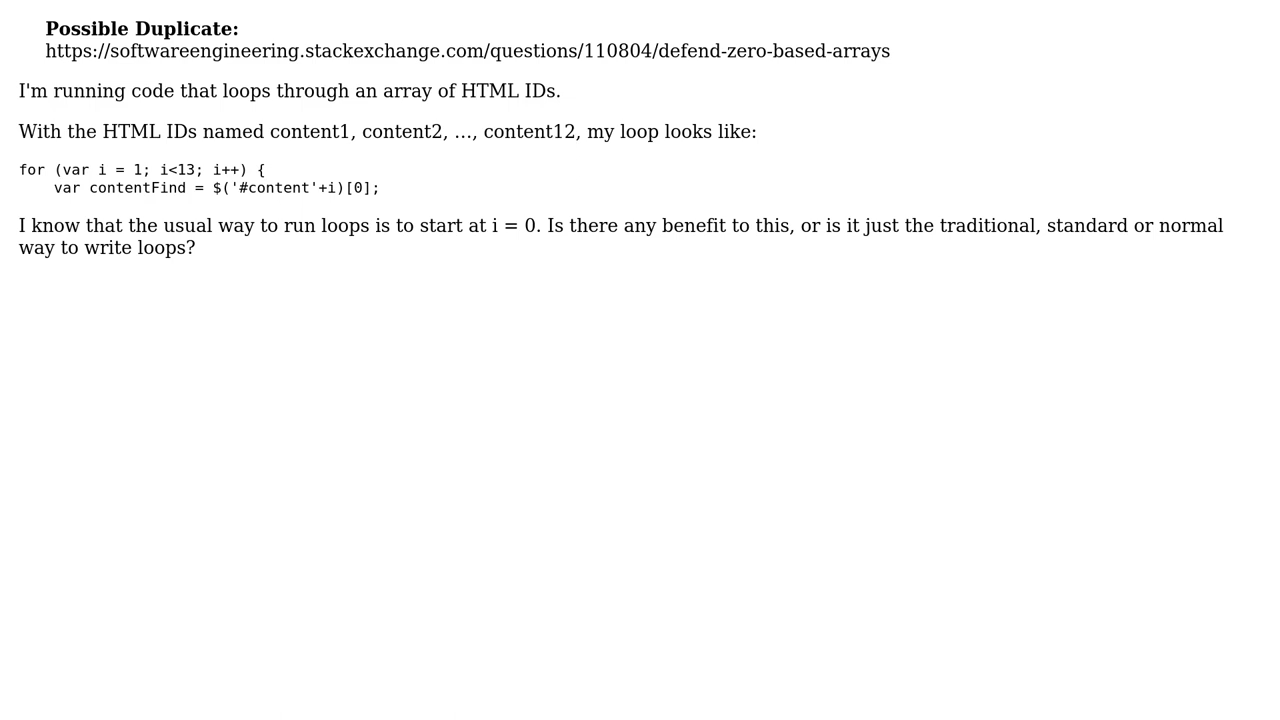 Possible Duplicate:
https://softwareengineering.stackexchange.com/questions/110804/defend-zero-based-arrays
I'm running code that loops through an array of HTML IDs.
With the HTML IDs named content1, content2, …, content12, my loop looks like:
for (var i = 1; i<13; i++) {
    var contentFind = $('#content'+i)[0];
I know that the usual way to run loops is to start at i = 0. Is there any benefit to this, or is it just the traditional, standard or normal
way to write loops?